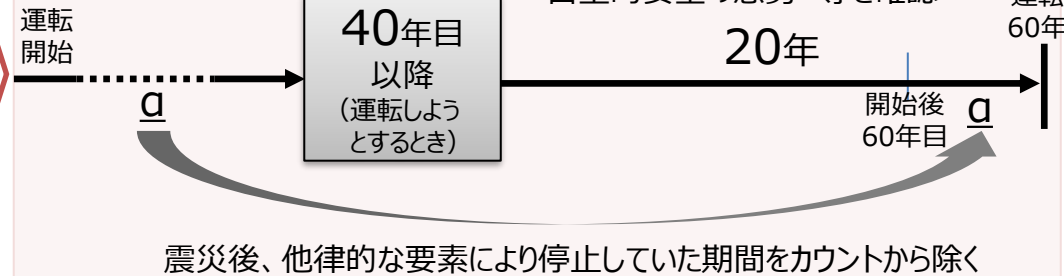 運転
開始
40年目
以降
(運転しよう
とするとき)
20年
60年
開始後
60年目
a
a
震災後、他律的な要素により停止していた期間をカウントから除く